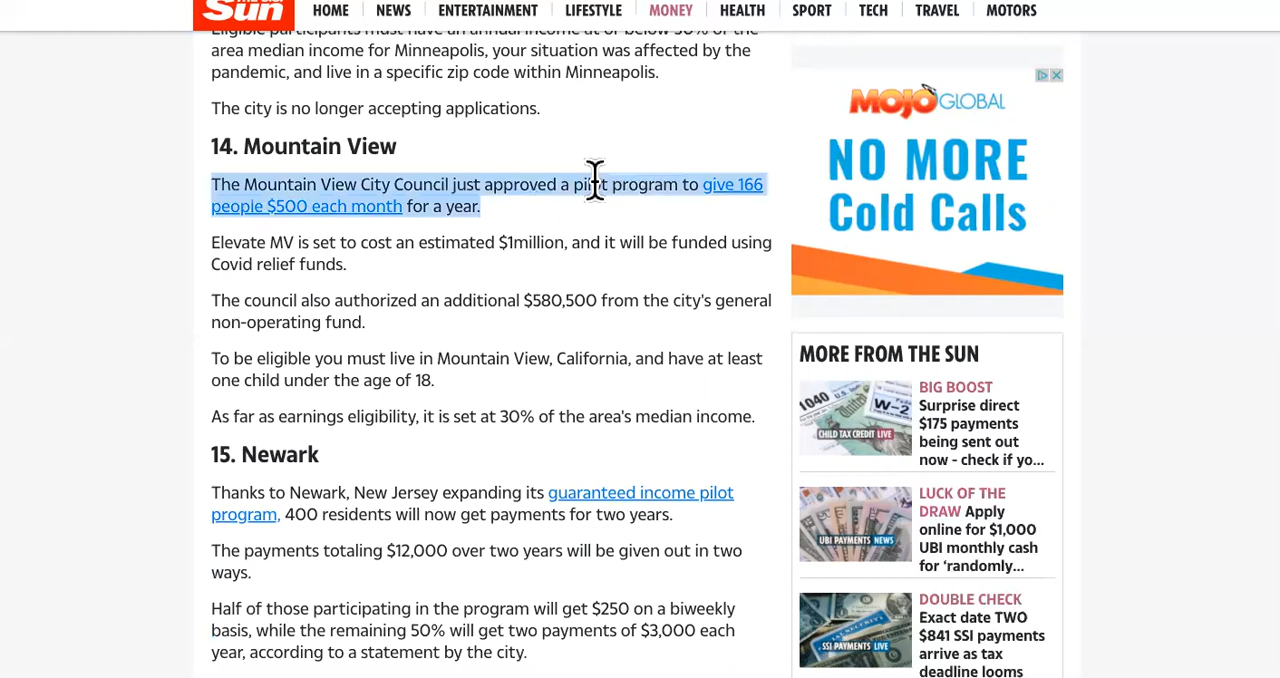 Sun
HOME
NEWS
ENTERTAINMENT
LIFESTYLE
MONEY
HEALTH
SPORT
TECH
TRAVEL
MOTORS
Eligible participants must have an annual income at or below 50% of the
area median income for Minneapolis, your situation was affected by the
pandemic, and live in a specific zip code within Minneapolis.
The city is no longer accepting applications.
14. Mountain View
The Mountain View City Council just approved a pilot program to give 166
people $500 each month for a year.
Elevate MV is set to cost an estimated $1million, and it will be funded using
Covid relief funds.
The council also authorized an additional $580,500 from the city's general
non-operating fund.
To be eligible you must live in Mountain View, California, and have at least
one child under the age of 18.
As far as earnings eligibility, it is set at 30% of the area's median income.
15. Newark
Thanks to Newark, New Jersey expanding its guaranteed income pilot
program, 400 residents will now get payments for two years.
The payments totaling $12,000 over two years will be given out in two
ways.
Half of those participating in the program will get $250 on a biweekly
basis, while the remaining 50% will get two payments of $3,000 each
year, according to a statement by the city.
MOJO GLOBAL
NO MORE
Cold Calls
MORE FROM THE SUN
1040
W-2
CHILD TAX CREDIT LIVE
BIG BOOST
Surprise direct
$175 payments
being sent out
now - check if yo...
UBI PAYMENTS NEWS
LUCK OF THE
DRAW Apply
online for $1,000
UBI monthly cash
for ‘randomly...
SOCIAL SECURITY
SSI PAYMENTS LIVE
DOUBLE CHECK
Exact date TWO
$841 SSI payments
arrive as tax
deadline looms